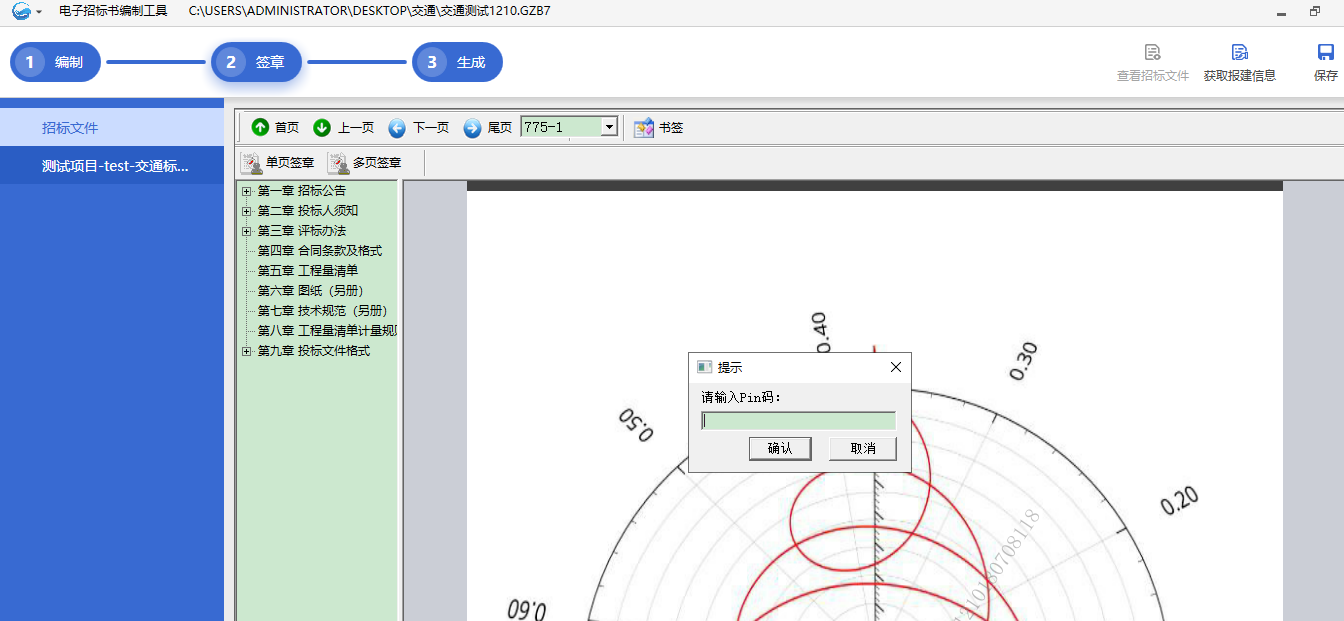 电子招标书编制工具 C:\USERS\ADMINISTRATOR\DESKTOP\交通\交通测试1210.GZB7
1 编制 2 签章 3 生成
查看招标文件 获取报建信息 保存
招标文件
测试项目-test-交通标...
首页 上一页 下一页 尾页 775-1 书签
单页签章 多页签章
第一章 招标公告
第二章 投标人须知
第三章 评标办法
第四章 合同条款及格式
第五章 工程量清单
第六章 图纸（另册）
第七章 技术规范（另册）
第八章 工程量清单计量规
第九章 投标文件格式
提示
请输入Pin码：
确认 取消
0.40
0.30
0.50
0.20
0.60